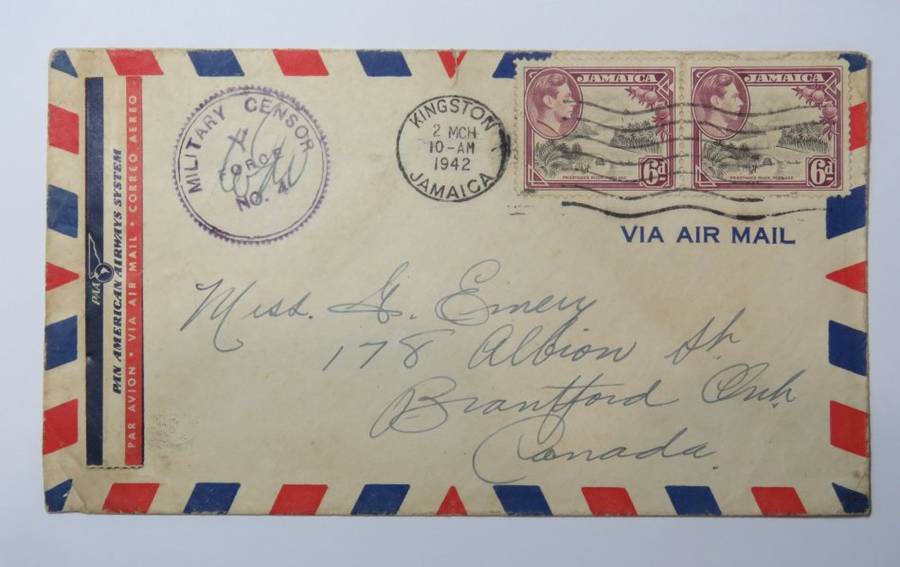 MILITARY CENSOR
Y
FORCE
NO. 4
KINGSTON
2 MCH
10-AM
1942
JAMAICA
JAMAICA
6d
JAMAICA
6d
VIA AIR MAIL
PAA
PAN AMERICAN AIRWAYS SYSTEM
PAR AVION · VIA AIR MAIL · CORREO AEREO
Miss. G. Emery
178 Albion St.
Brantford Ont.
Canada.